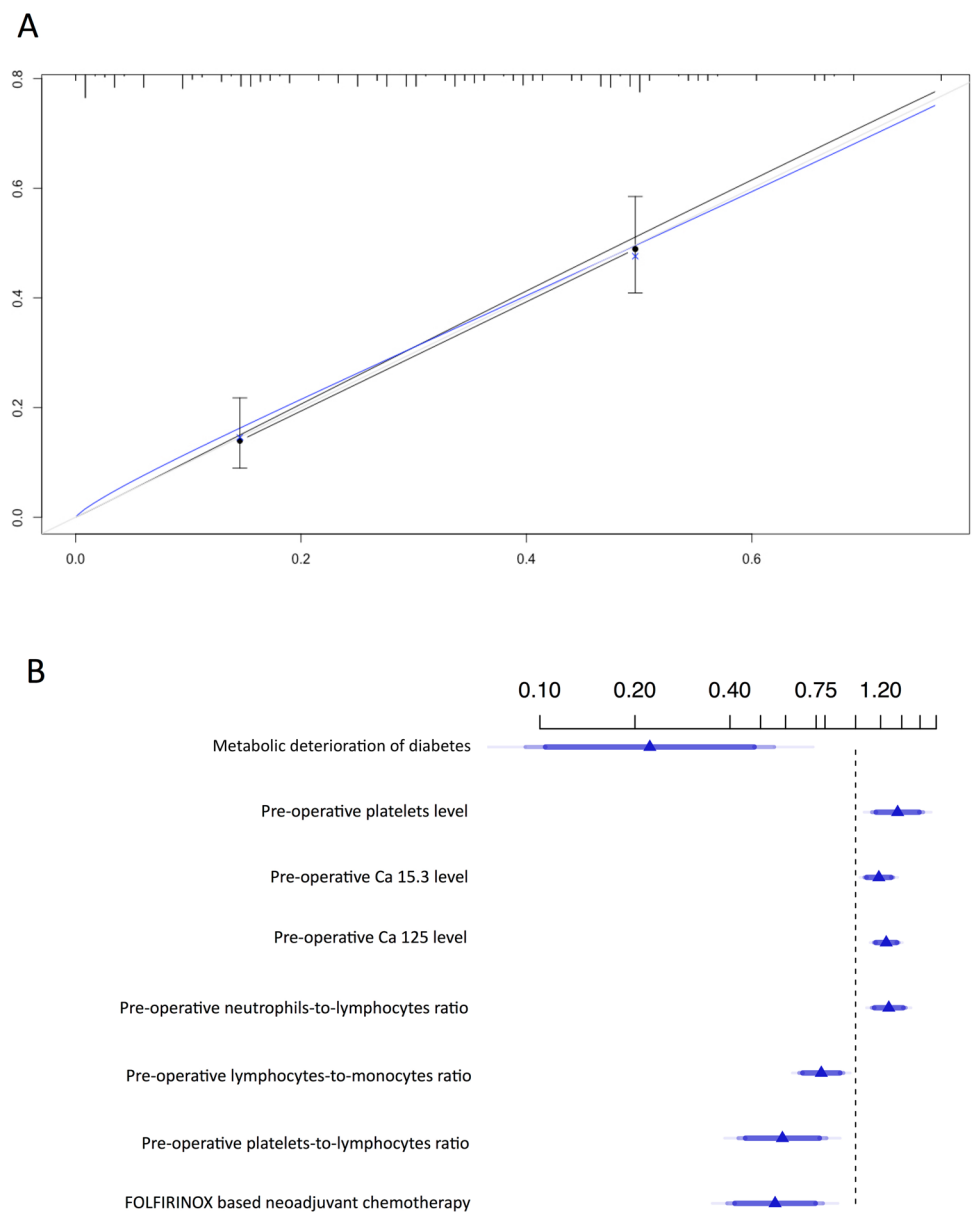 A
0.8
0.6
0.4
0.2
0.0
0.0 0.2 0.4 0.6
B
0.10 0.20 0.40 0.75 1.20
Metabolic deterioration of diabetes
Pre-operative platelets level
Pre-operative Ca 15.3 level
Pre-operative Ca 125 level
Pre-operative neutrophils-to-lymphocytes ratio
Pre-operative lymphocytes-to-monocytes ratio
Pre-operative platelets-to-lymphocytes ratio
FOLFIRINOX based neoadjuvant chemotherapy